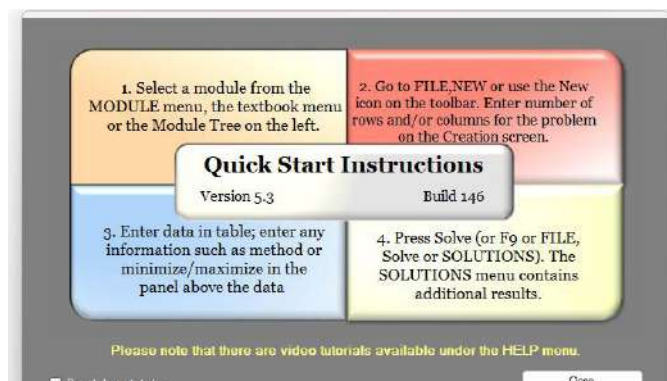 1. Select a module from the
MODULE menu, the textbook menu
or the Module Tree on the left.
2. Go to FILE,NEW or use the New
icon on the toolbar. Enter number of
rows and/or columns for the problem
on the Creation screen.
Quick Start Instructions
Version 5.3 Build 146
3. Enter data in table; enter any
information such as method or
minimize/maximize in the
panel above the data
4. Press Solve (or F9 or FILE,
Solve or SOLUTIONS). The
SOLUTIONS menu contains
additional results.
Please note that there are video tutorials available under the HELP menu.